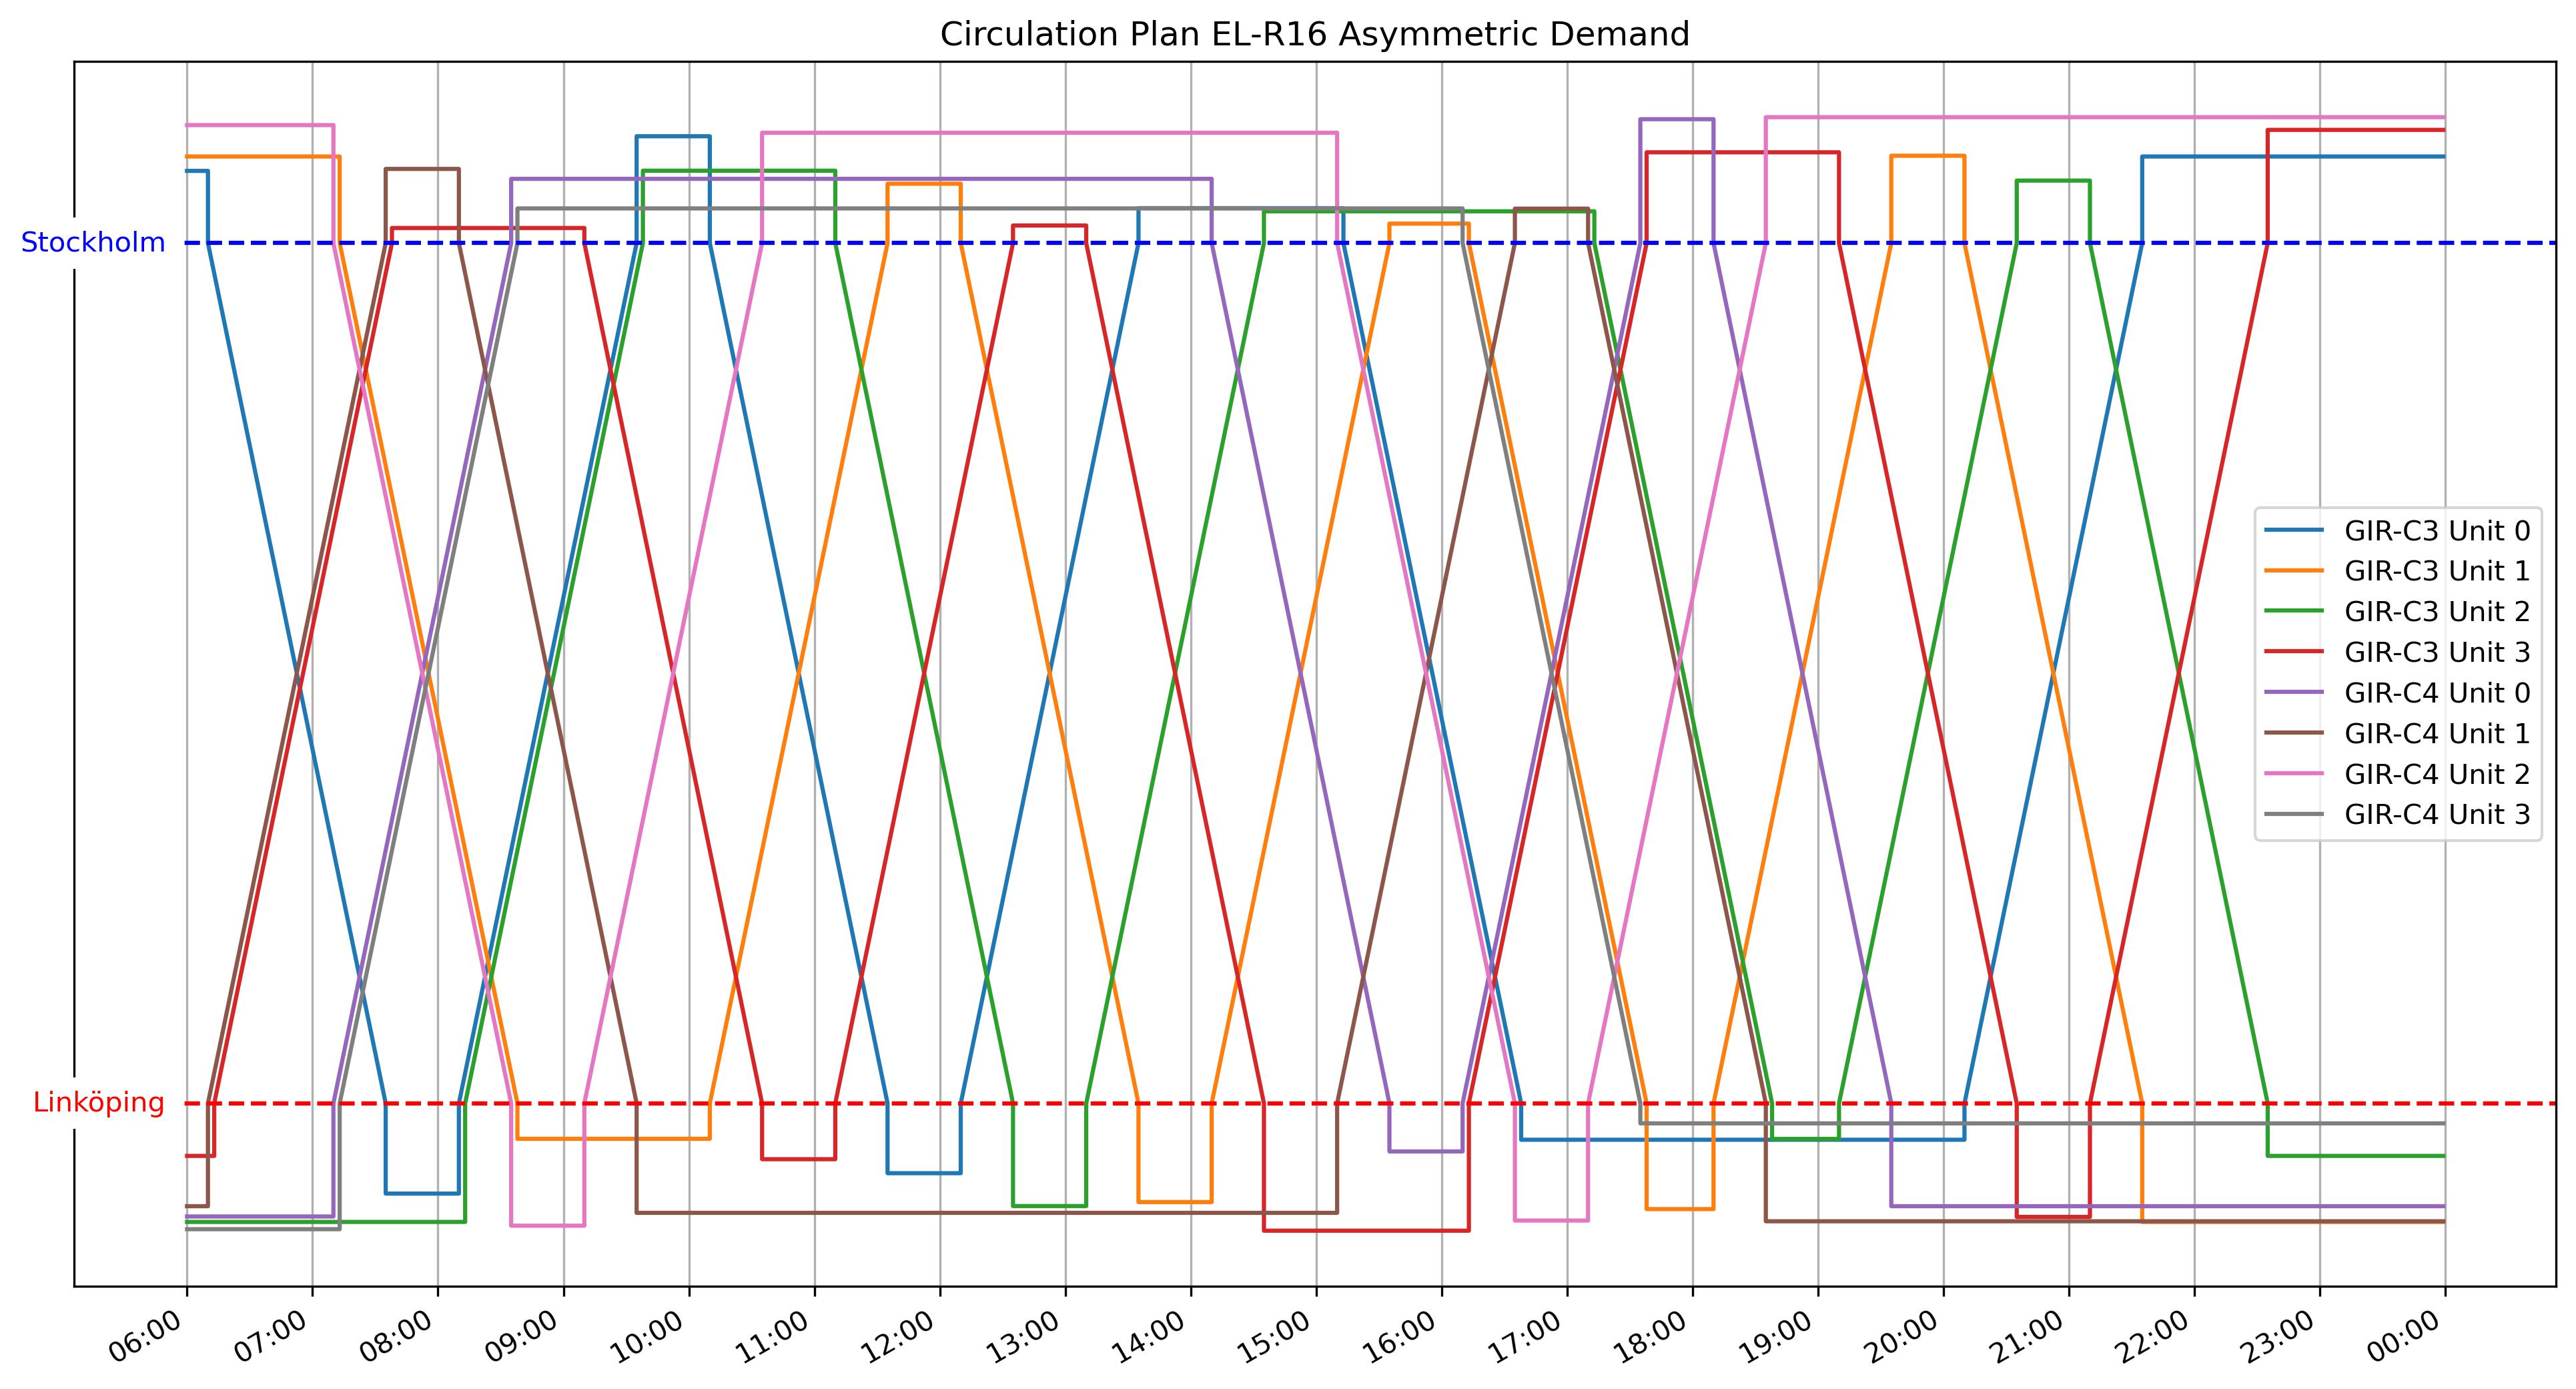 Circulation Plan EL-R16 Asymmetric Demand
Stockholm
Linköping
GIR-C3 Unit 0
GIR-C3 Unit 1
GIR-C3 Unit 2
GIR-C3 Unit 3
GIR-C4 Unit 0
GIR-C4 Unit 1
GIR-C4 Unit 2
GIR-C4 Unit 3
06:00
07:00
08:00
09:00
10:00
11:00
12:00
13:00
14:00
15:00
16:00
17:00
18:00
19:00
20:00
21:00
22:00
23:00
00:00